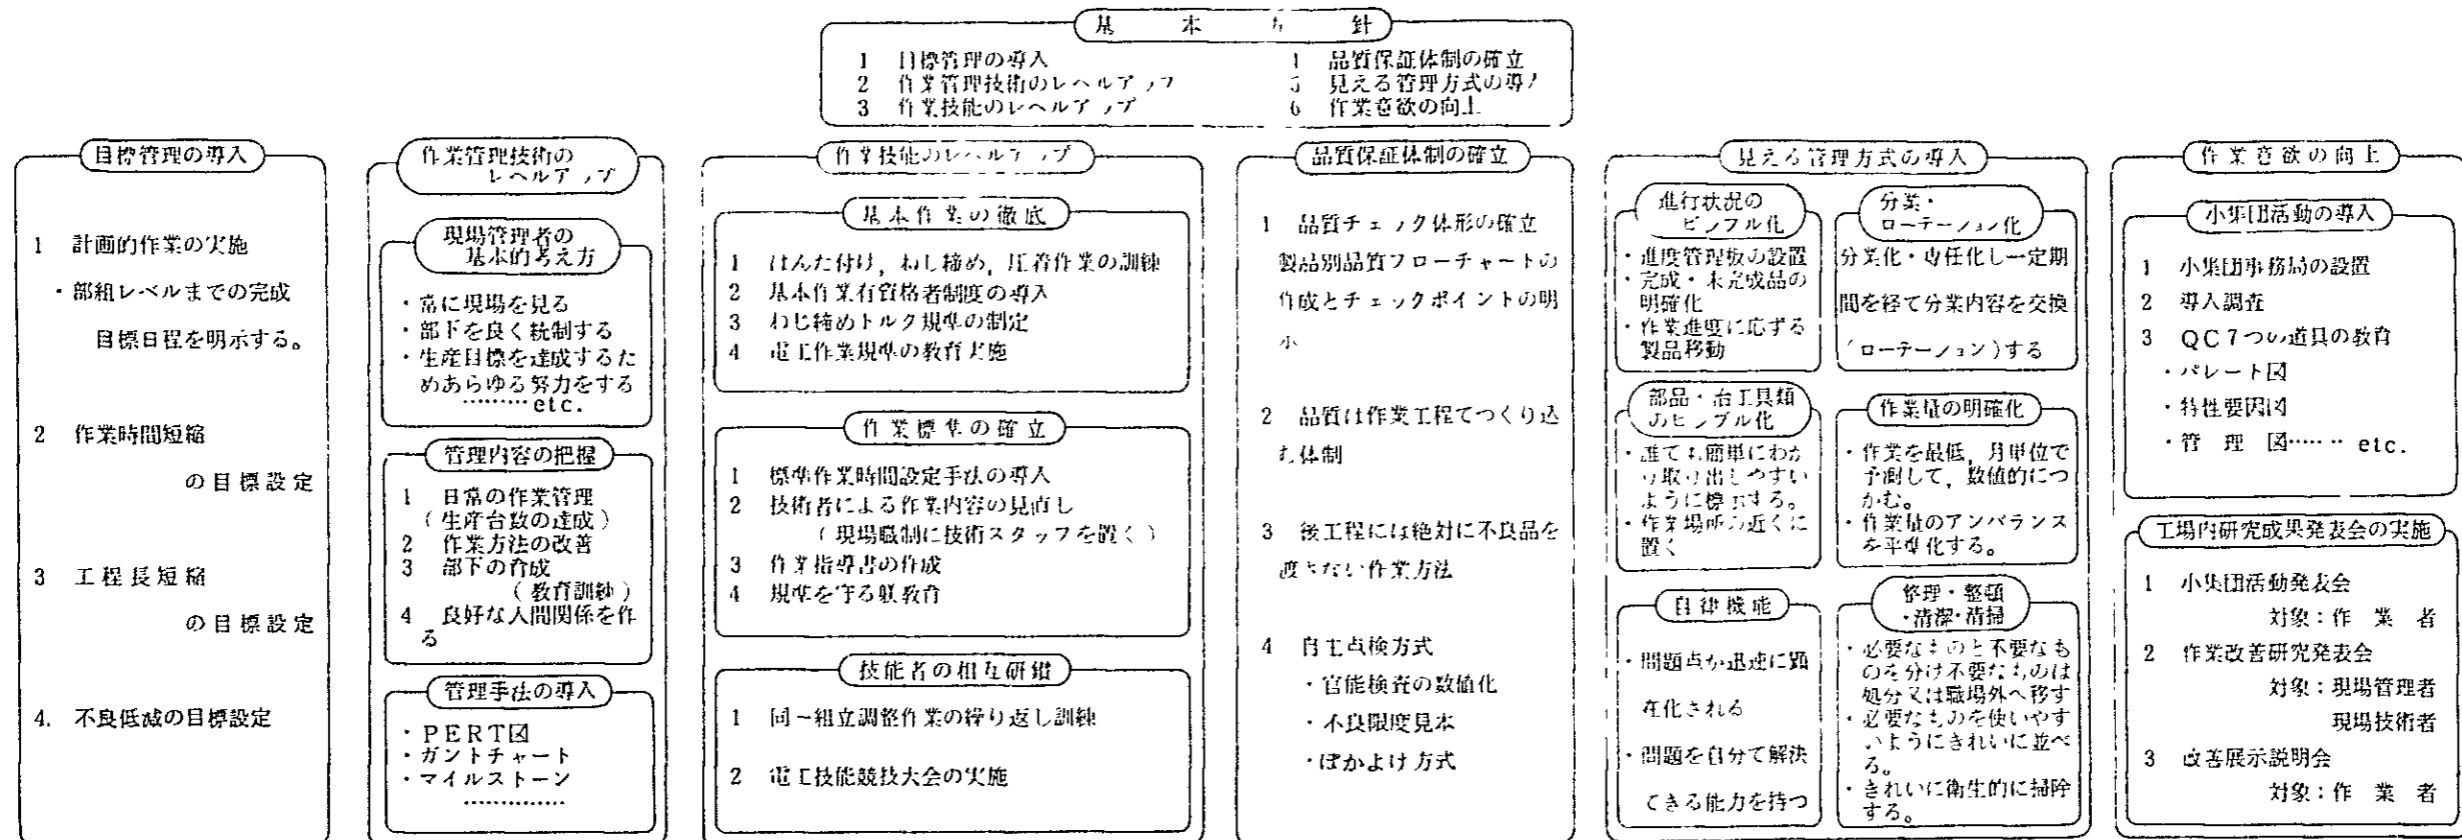 基本方針
1 目標管理の導入
2 作業管理技術のレベルアップ
3 作業技能のレベルアップ
品質保証体制の確立
見える管理方式の導入
6 作業意欲の向上
目標管理の導入
1 計画的作業の実施
・部組レベルまでの完成
目標日程を明示する。
2 作業時間短縮
の目標設定
3 工程長短縮
の目標設定
4. 不良低減の目標設定
作業管理技術の
レベルアップ
現場管理者の
基本的考え方
・常に現場を見る
・部下を良く統制する
・生産目標を達成するた
めあらゆる努力をする
……… etc.
管理内容の把握
1 日常の作業管理
(生産台数の達成)
2 作業方法の改善
3 部下の育成
(教育訓練)
4 良好な人間関係を作
る
管理手法の導入
・PERT図
・ガントチャート
・マイルストーン
…………
作業技能のレベルアップ
基本作業の徹底
1 はんだ付け,ねじ締め,圧着作業の訓練
2 基本作業有資格者制度の導入
3 ねじ締めトルク規準の制定
4 電工作業規準の教育実施
作業標準の確立
1 標準作業時間設定手法の導入
2 技術者による作業内容の見直し
(現場職制に技術スタッフを置く)
3 作業指導書の作成
4 規準を守る躾教育
技能者の相互研鑽
1 同一組立調整作業の繰り返し訓練
2 電工技能競技大会の実施
品質保証体制の確立
1 品質チェック体形の確立
製品別品質フローチャートの
作成とチェックポイントの明
示
2 品質は作業工程でつくり込
む体制
3 後工程には絶対に不良品を
渡さない作業方法
4 自主点検方式
・官能検査の数値化
・不良限度見本
・ぽかよけ方式
見える管理方式の導入
進行状況の
ビジブル化
・進度管理板の設置
・完成・未完成品の
明確化
・作業進度に応ずる
製品移動
分業・
ローテーション化
分業化・専任化し一定期
間を経て分業内容を交換
(ローテーション)する
部品・治工具類
のビジブル化
・誰でも簡単にわか
り取り出しやすい
ように標示する。
・作業場所の近くに
置く
作業量の明確化
・作業を最低,月単位で
予測して,数値的につ
かむ。
・作業量のアンバランス
を平準化する。
自律機能
・問題点が迅速に顕
在化される
・問題を自分で解決
できる能力を持つ
整理・整頓
・清潔・清掃
・必要なものと不要なも
のを分け不要なものは
処分又は職場外へ移す
・必要なものを使いやす
いようにきれいに並べ
る。
・きれいに衛生的に掃除
する。
作業意欲の向上
小集団活動の導入
1 小集団事務局の設置
2 導入調査
3 QC7つの道具の教育
・パレート図
・特性要因図
・管理図…… etc.
工場内研究成果発表会の実施
1 小集団活動発表会
対象:作業者
2 作業改善研究発表会
対象:現場管理者
現場技術者
3 改善展示説明会
対象:作業者